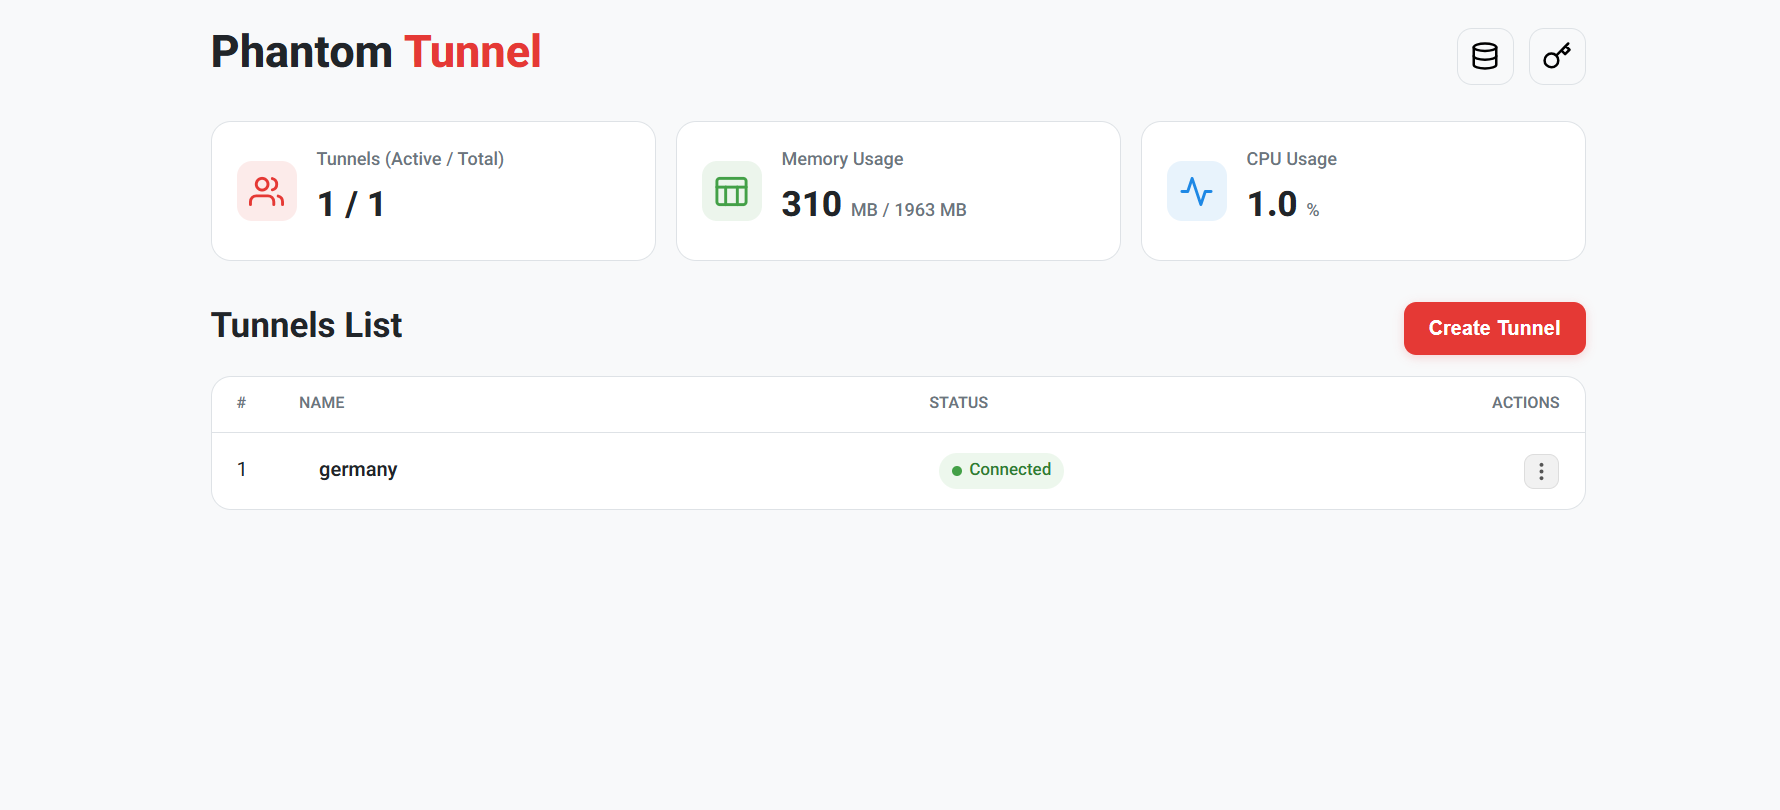 Phantom Tunnel
Tunnels (Active / Total)
1 / 1
Memory Usage
310 MB / 1963 MB
CPU Usage
1.0 %
Tunnels List
Create Tunnel
# NAME STATUS ACTIONS
1 germany Connected